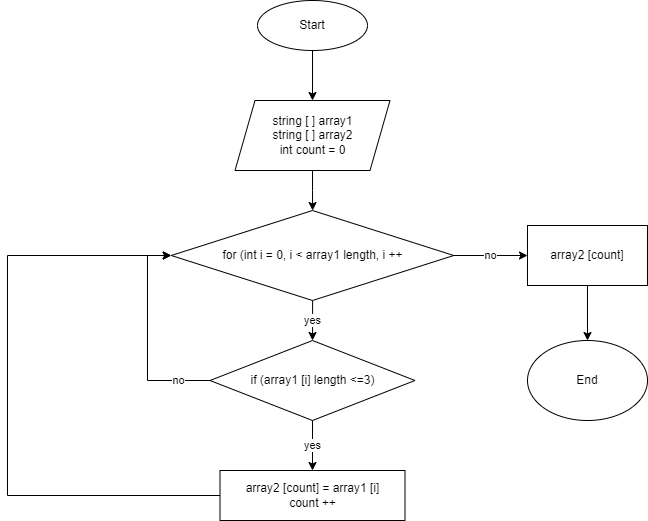 Start
string [ ] array1
string [ ] array2
int count = 0
for (int i = 0, i < array1 length, i ++
no
array2 [count]
yes
if (array1 [i] length <=3)
no
End
yes
array2 [count] = array1 [i]
count ++